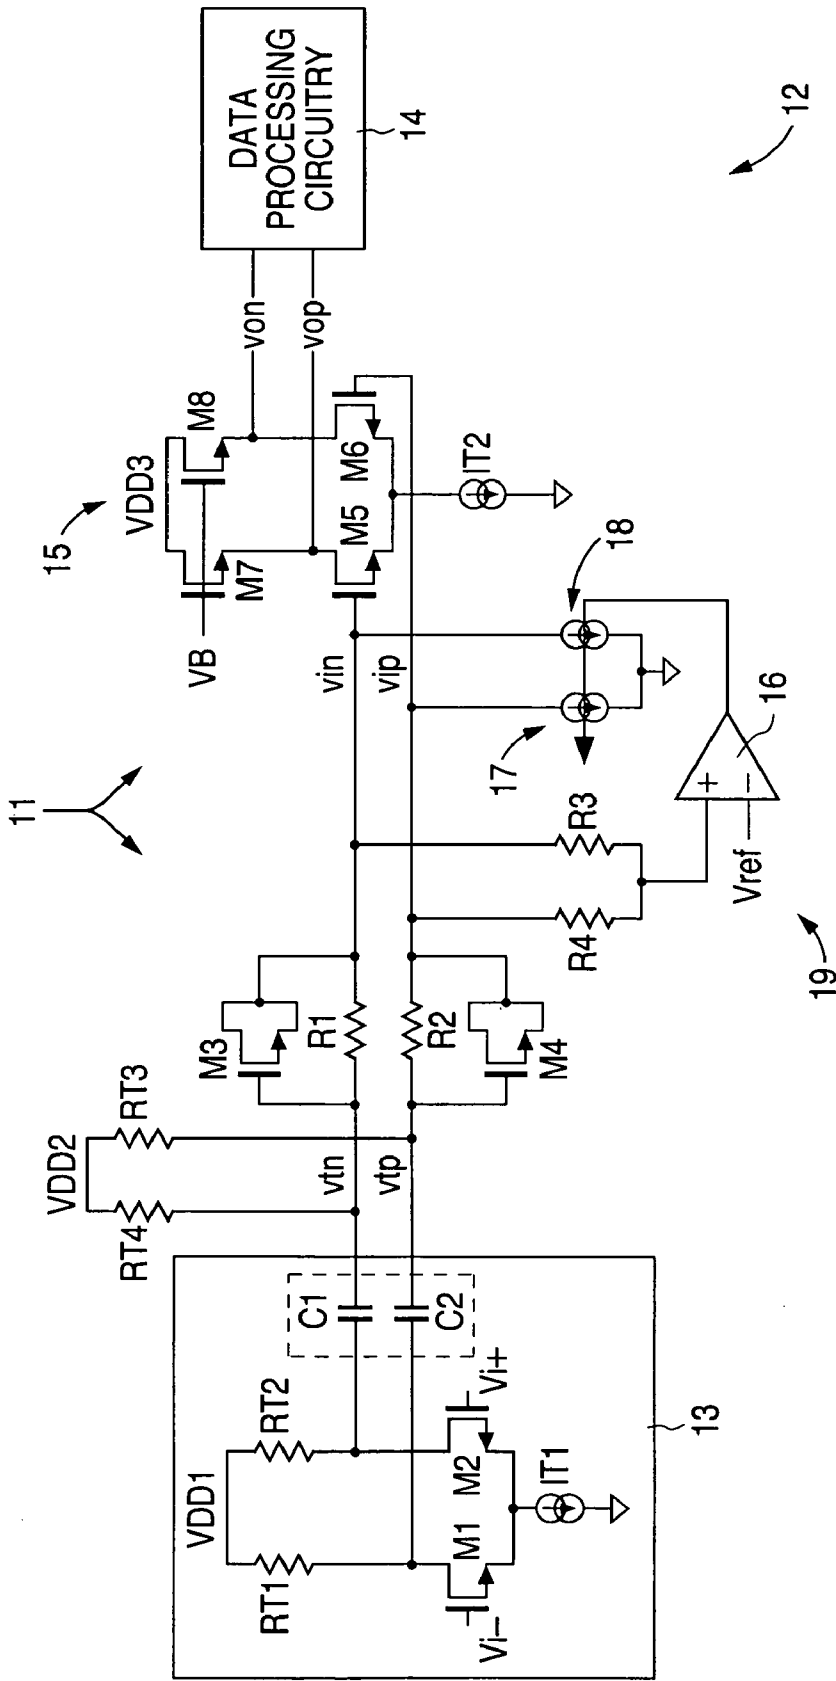 11
12
13
VDD1
RT1
RT2
M1
M2
Vi–
Vi+
IT1
C1
C2
VDD2
RT4
RT3
vtn
vtp
M3
R1
R2
M4
R4
R3
19
Vref
+
−
16
17
18
vin
vip
15
VDD3
VB
M7
M8
M5
M6
IT2
von
vop
DATA
PROCESSING
CIRCUITRY
14